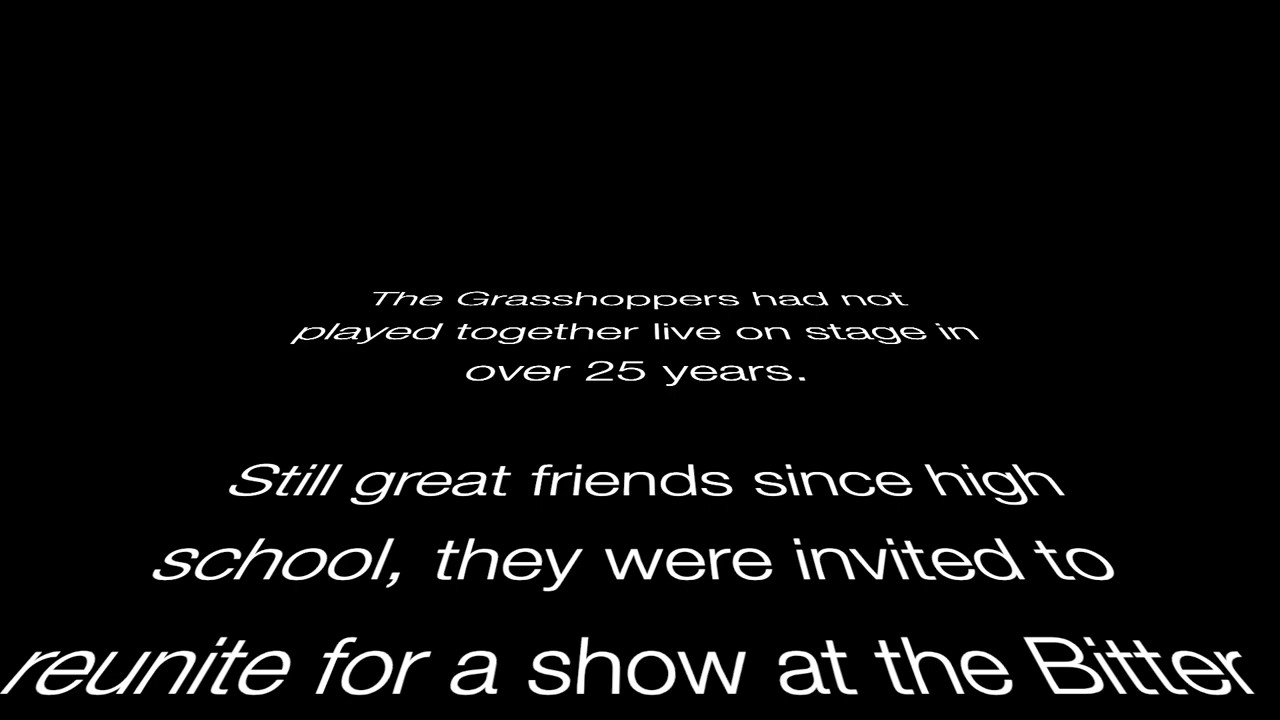 The Grasshoppers had not
played together live on stage in
over 25 years.
Still great friends since high
school, they were invited to
reunite for a show at the Bitter